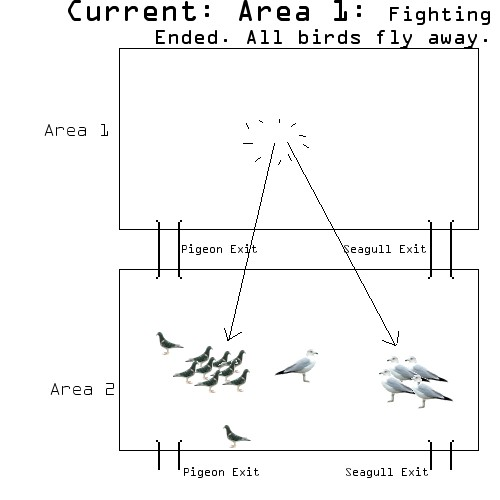 Current: Area 1: Fighting
Ended. All birds fly away.
Area 1
Pigeon Exit
Seagull Exit
Area 2
Pigeon Exit
Seagull Exit